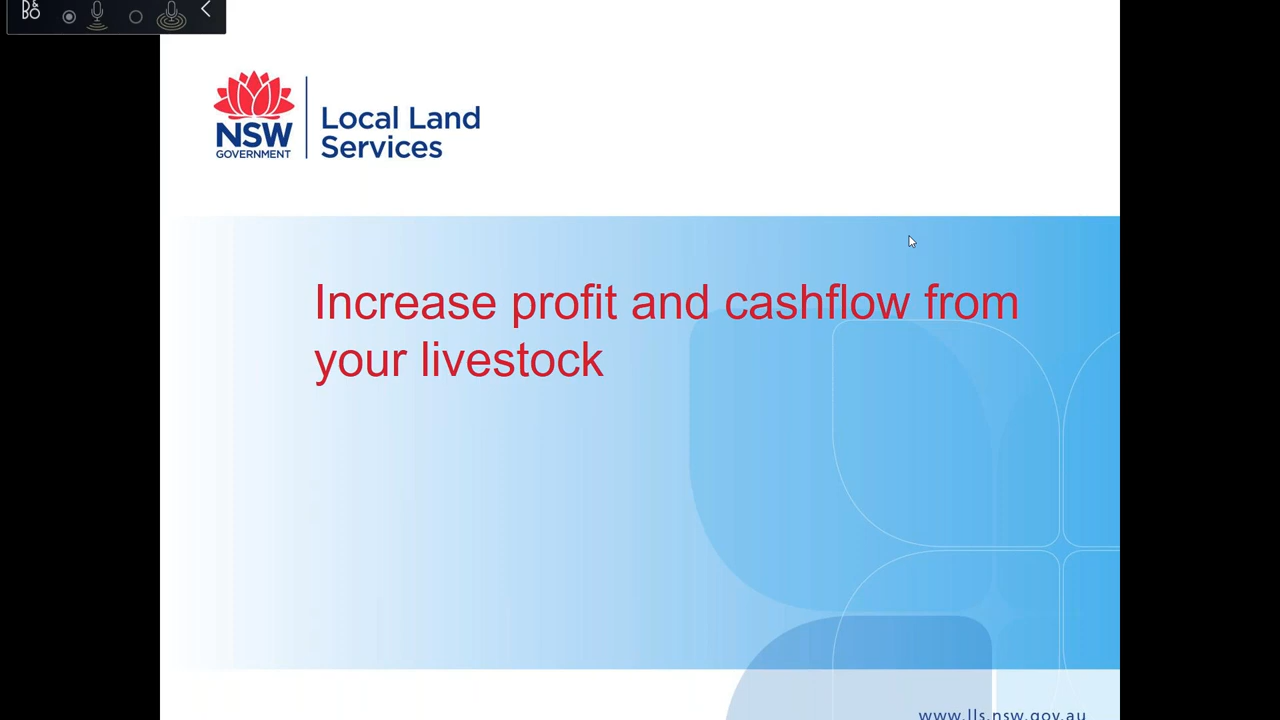 B&
O
Local Land
NSW
Services
GOVERNMENT
Increase profit and cashflow from
your livestock
www.lls.nsw.gov.au